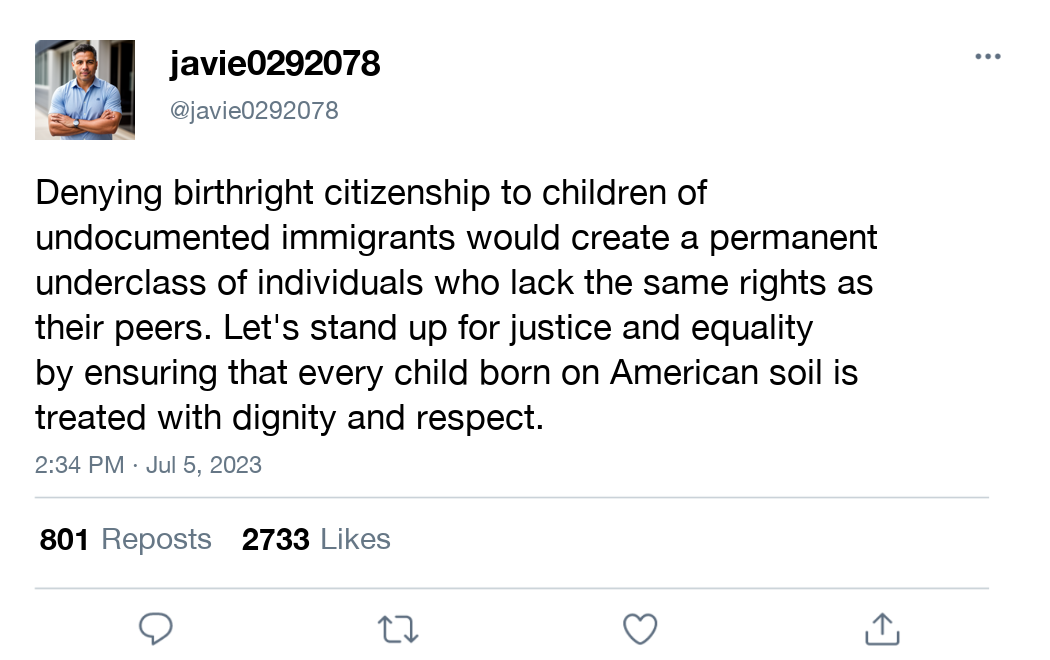 javie0292078
@javie0292078
Denying birthright citizenship to children of
undocumented immigrants would create a permanent
underclass of individuals who lack the same rights as
their peers. Let's stand up for justice and equality
by ensuring that every child born on American soil is
treated with dignity and respect.
2:34 PM · Jul 5, 2023
801 Reposts 2733 Likes